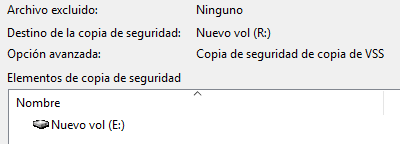 Archivo excluido: Ninguno
Destino de la copia de seguridad: Nuevo vol (R:)
Opción avanzada: Copia de seguridad de copia de VSS
Elementos de copia de seguridad
Nombre
Nuevo vol (E:)